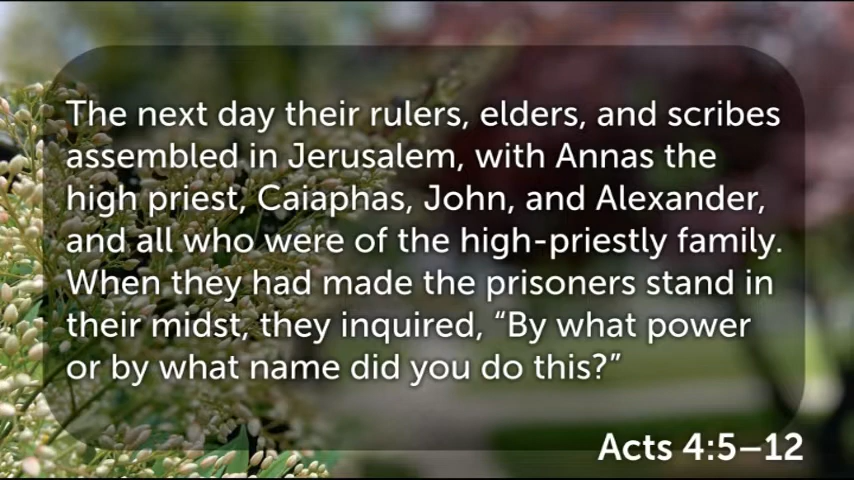 The next day their rulers, elders, and scribes
assembled in Jerusalem, with Annas the
high priest, Caiaphas, John, and Alexander,
and all who were of the high-priestly family.
When they had made the prisoners stand in
their midst, they inquired, “By what power
or by what name did you do this?”
Acts 4:5–12